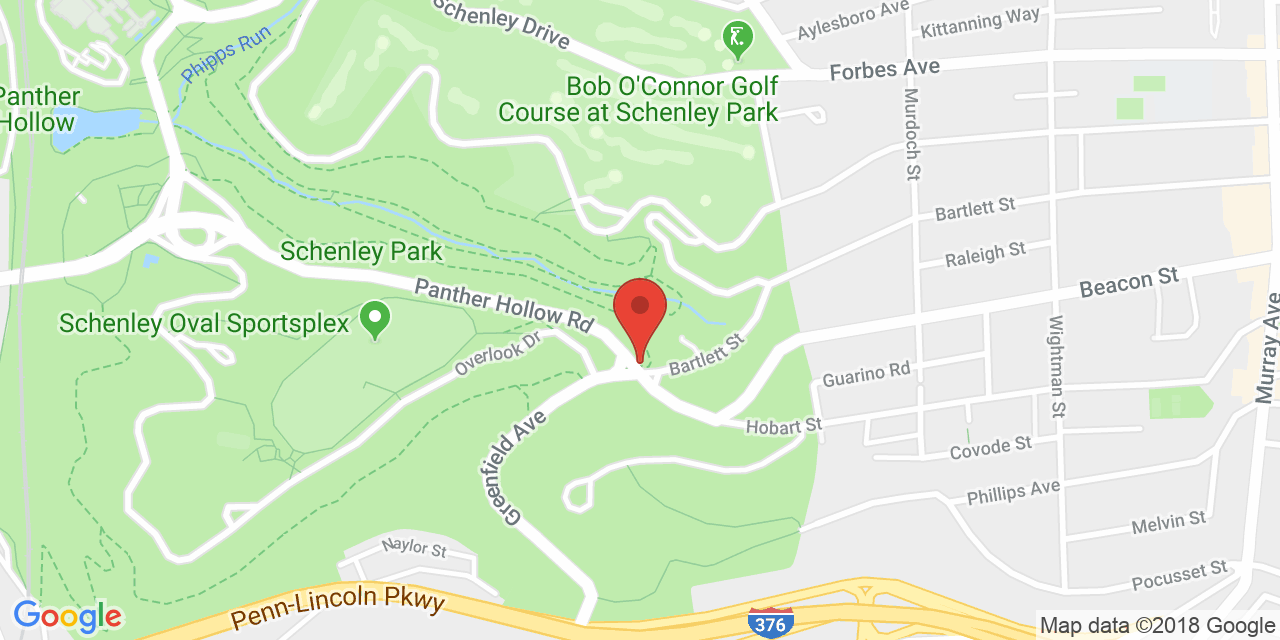 Schenley Drive
Aylesboro Ave
Kittanning Way
Phipps Run
Forbes Ave
Bob O'Connor Golf
Course at Schenley Park
Panther
Hollow
Murdoch St
Bartlett St
Schenley Park
Raleigh St
Beacon St
Panther Hollow Rd
Schenley Oval Sportsplex
Overlook Dr
Bartlett St
Guarino Rd
Wightman St
Murray Ave
Greenfield Ave
Hobart St
Covode St
Phillips Ave
Melvin St
Naylor St
Pocusset St
Penn-Lincoln Pkwy
376
Google
Map data ©2018 Google